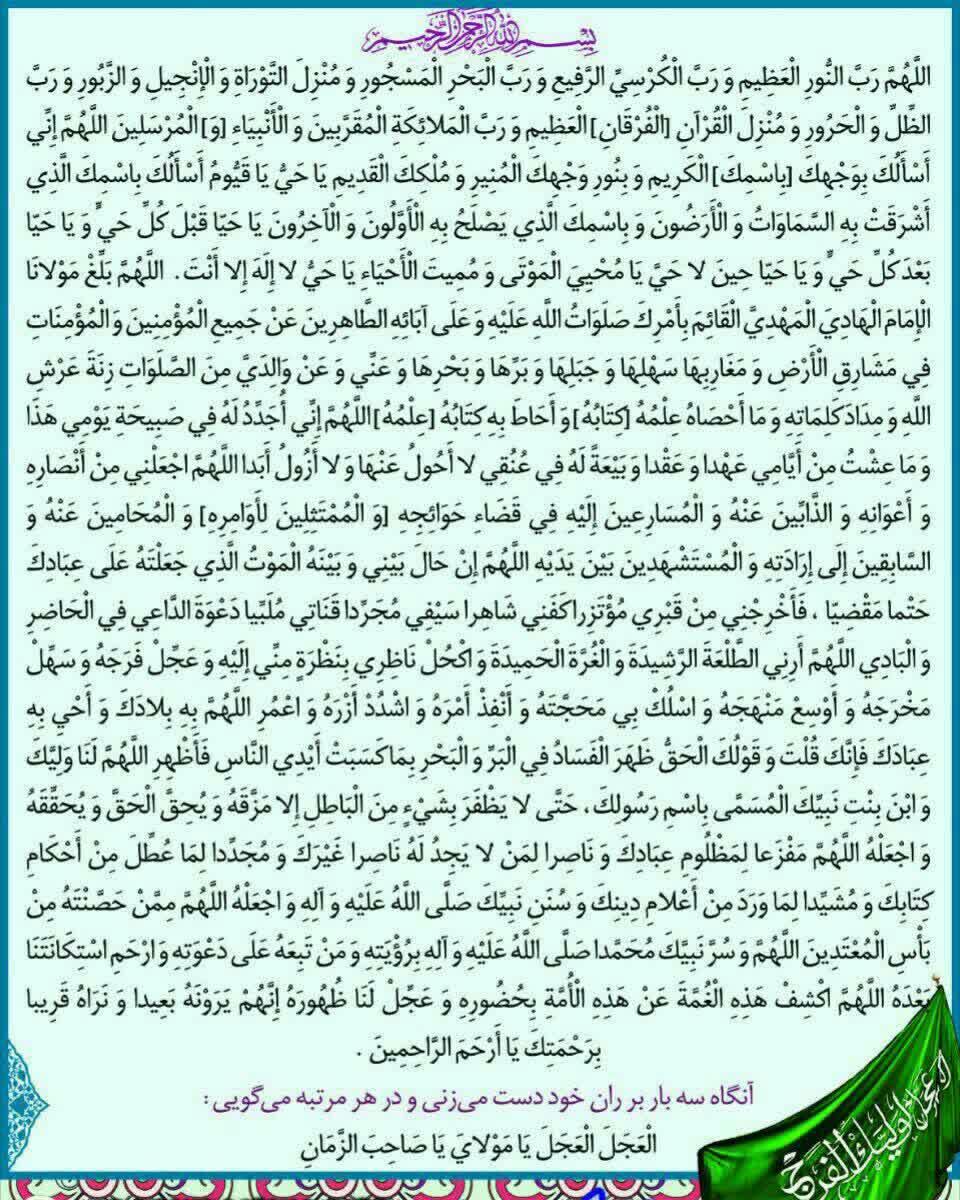 بِسْمِ اللَّهِ الرَّحْمَنِ الرَّحِيمِ
اللَّهُمَّ رَبَّ النُّورِ الْعَظِيمِ وَ رَبَّ الْكُرْسِيِّ الرَّفِيعِ وَ رَبَّ الْبَحْرِ الْمَسْجُورِ وَ مُنْزِلَ التَّوْرَاةِ وَ الْإِنْجِيلِ وَ الزَّبُورِ وَ رَبَّ
الظِّلِّ وَ الْحَرُورِ وَ مُنْزِلَ الْقُرْآنِ [الْفُرْقَانِ] الْعَظِيمِ وَ رَبَّ الْمَلائِكَةِ الْمُقَرَّبِينَ وَ الْأَنْبِيَاءِ [وَ] الْمُرْسَلِينَ اللَّهُمَّ إِنِّي
أَسْأَلُكَ بِوَجْهِكَ [بِاسْمِكَ] الْكَرِيمِ وَ بِنُورِ وَجْهِكَ الْمُنِيرِ وَ مُلْكِكَ الْقَدِيمِ يَا حَيُّ يَا قَيُّومُ أَسْأَلُكَ بِاسْمِكَ الَّذِي
أَشْرَقَتْ بِهِ السَّمَاوَاتُ وَ الْأَرَضُونَ وَ بِاسْمِكَ الَّذِي يَصْلَحُ بِهِ الْأَوَّلُونَ وَ الْآخِرُونَ يَا حَيّا قَبْلَ كُلِّ حَيٍّ وَ يَا حَيّا
بَعْدَ كُلِّ حَيٍّ وَ يَا حَيّا حِينَ لا حَيَّ يَا مُحْيِيَ الْمَوْتَى وَ مُمِيتَ الْأَحْيَاءِ يَا حَيُّ لا إِلَهَ إِلا أَنْتَ. اللَّهُمَّ بَلِّغْ مَوْلانَا
الْإِمَامَ الْهَادِيَ الْمَهْدِيَّ الْقَائِمَ بِأَمْرِكَ صَلَوَاتُ اللَّهِ عَلَيْهِ وَ عَلَى آبَائِهِ الطَّاهِرِينَ عَنْ جَمِيعِ الْمُؤْمِنِينَ وَ الْمُؤْمِنَاتِ
فِي مَشَارِقِ الْأَرْضِ وَ مَغَارِبِهَا سَهْلِهَا وَ جَبَلِهَا وَ بَرِّهَا وَ بَحْرِهَا وَ عَنِّي وَ عَنْ وَالِدَيَّ مِنَ الصَّلَوَاتِ زِنَةَ عَرْشِ
اللَّهِ وَ مِدَادَ كَلِمَاتِهِ وَ مَا أَحْصَاهُ عِلْمُهُ [كِتَابُهُ] وَ أَحَاطَ بِهِ كِتَابُهُ [عِلْمُهُ] اللَّهُمَّ إِنِّي أُجَدِّدُ لَهُ فِي صَبِيحَةِ يَوْمِي هَذَا
وَ مَا عِشْتُ مِنْ أَيَّامِي عَهْدا وَ عَقْدا وَ بَيْعَةً لَهُ فِي عُنُقِي لا أَحُولُ عَنْهَا وَ لا أَزُولُ أَبَدا اللَّهُمَّ اجْعَلْنِي مِنْ أَنْصَارِهِ
وَ أَعْوَانِهِ وَ الذَّابِّينَ عَنْهُ وَ الْمُسَارِعِينَ إِلَيْهِ فِي قَضَاءِ حَوَائِجِهِ [وَ الْمُمْتَثِلِينَ لِأَوَامِرِهِ] وَ الْمُحَامِينَ عَنْهُ وَ
السَّابِقِينَ إِلَى إِرَادَتِهِ وَ الْمُسْتَشْهَدِينَ بَيْنَ يَدَيْهِ اللَّهُمَّ إِنْ حَالَ بَيْنِي وَ بَيْنَهُ الْمَوْتُ الَّذِي جَعَلْتَهُ عَلَى عِبَادِكَ
حَتْما مَقْضِيّا ، فَأَخْرِجْنِي مِنْ قَبْرِي مُؤْتَزِرا كَفَنِي شَاهِرا سَيْفِي مُجَرِّدا قَنَاتِي مُلَبِّيا دَعْوَةَ الدَّاعِي فِي الْحَاضِرِ
وَ الْبَادِي اللَّهُمَّ أَرِنِي الطَّلْعَةَ الرَّشِيدَةَ وَ الْغُرَّةَ الْحَمِيدَةَ وَ اكْحُلْ نَاظِرِي بِنَظْرَةٍ مِنِّي إِلَيْهِ وَ عَجِّلْ فَرَجَهُ وَ سَهِّلْ
مَخْرَجَهُ وَ أَوْسِعْ مَنْهَجَهُ وَ اسْلُكْ بِي مَحَجَّتَهُ وَ أَنْفِذْ أَمْرَهُ وَ اشْدُدْ أَزْرَهُ وَ اعْمُرِ اللَّهُمَّ بِهِ بِلادَكَ وَ أَحْيِ بِهِ
عِبَادَكَ فَإِنَّكَ قُلْتَ وَ قَوْلُكَ الْحَقُّ ظَهَرَ الْفَسَادُ فِي الْبَرِّ وَ الْبَحْرِ بِمَا كَسَبَتْ أَيْدِي النَّاسِ فَأَظْهِرِ اللَّهُمَّ لَنَا وَلِيَّكَ
وَ ابْنَ بِنْتِ نَبِيِّكَ الْمُسَمَّى بِاسْمِ رَسُولِكَ ، حَتَّى لا يَظْفَرَ بِشَيْءٍ مِنَ الْبَاطِلِ إِلا مَزَّقَهُ وَ يُحِقَّ الْحَقَّ وَ يُحَقِّقَهُ
وَ اجْعَلْهُ اللَّهُمَّ مَفْزَعا لِمَظْلُومِ عِبَادِكَ وَ نَاصِرا لِمَنْ لا يَجِدُ لَهُ نَاصِرا غَيْرَكَ وَ مُجَدِّدا لِمَا عُطِّلَ مِنْ أَحْكَامِ
كِتَابِكَ وَ مُشَيِّدا لِمَا وَرَدَ مِنْ أَعْلامِ دِينِكَ وَ سُنَنِ نَبِيِّكَ صَلَّى اللَّهُ عَلَيْهِ وَ آلِهِ وَ اجْعَلْهُ اللَّهُمَّ مِمَّنْ حَصَّنْتَهُ مِنْ
بَأْسِ الْمُعْتَدِينَ اللَّهُمَّ وَ سُرَّ نَبِيَّكَ مُحَمَّدا صَلَّى اللَّهُ عَلَيْهِ وَ آلِهِ بِرُؤْيَتِهِ وَ مَنْ تَبِعَهُ عَلَى دَعْوَتِهِ وَ ارْحَمِ اسْتِكَانَتَنَا
بَعْدَهُ اللَّهُمَّ اكْشِفْ هَذِهِ الْغُمَّةَ عَنْ هَذِهِ الْأُمَّةِ بِحُضُورِهِ وَ عَجِّلْ لَنَا ظُهُورَهُ إِنَّهُمْ يَرَوْنَهُ بَعِيدا وَ نَرَاهُ قَرِيبا
بِرَحْمَتِكَ يَا أَرْحَمَ الرَّاحِمِينَ .
آنگاه سه بار بر ران خود دست می‌زنی و در هر مرتبه می‌گویی :
الْعَجَلَ الْعَجَلَ يَا مَوْلايَ يَا صَاحِبَ الزَّمَانِ
اللهم عجل لولیک الفرج